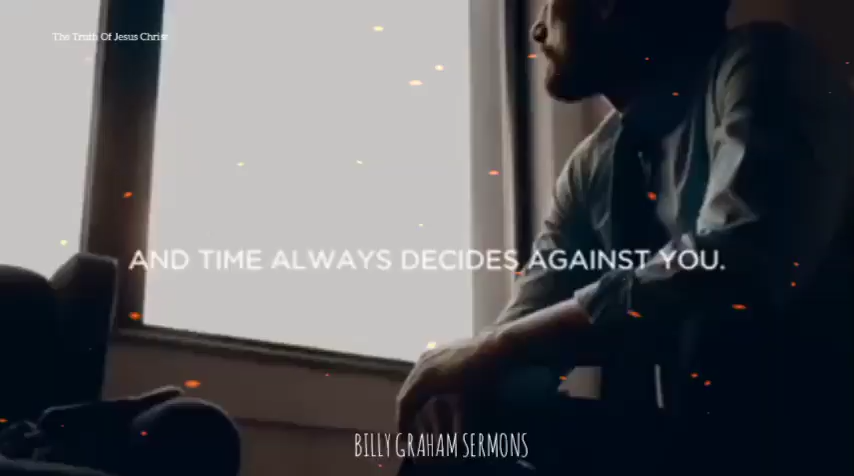 The Truth Of Jesus Christ
AND TIME ALWAYS DECIDES AGAINST YOU.
BILLY GRAHAM SERMONS